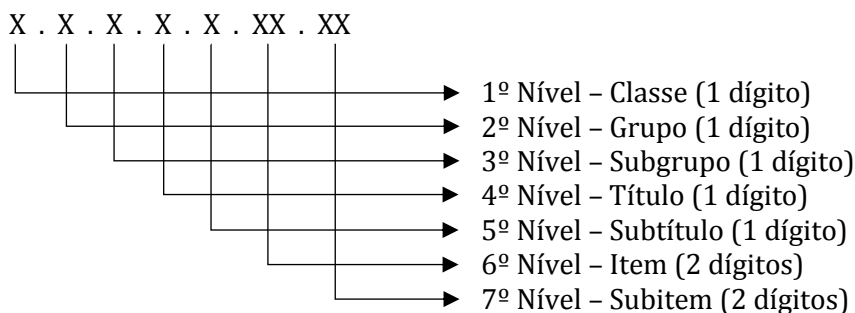 X . X . X . X . X . XX . XX
1º Nível – Classe (1 dígito)
2º Nível – Grupo (1 dígito)
3º Nível – Subgrupo (1 dígito)
4º Nível – Título (1 dígito)
5º Nível – Subtítulo (1 dígito)
6º Nível – Item (2 dígitos)
7º Nível – Subitem (2 dígitos)